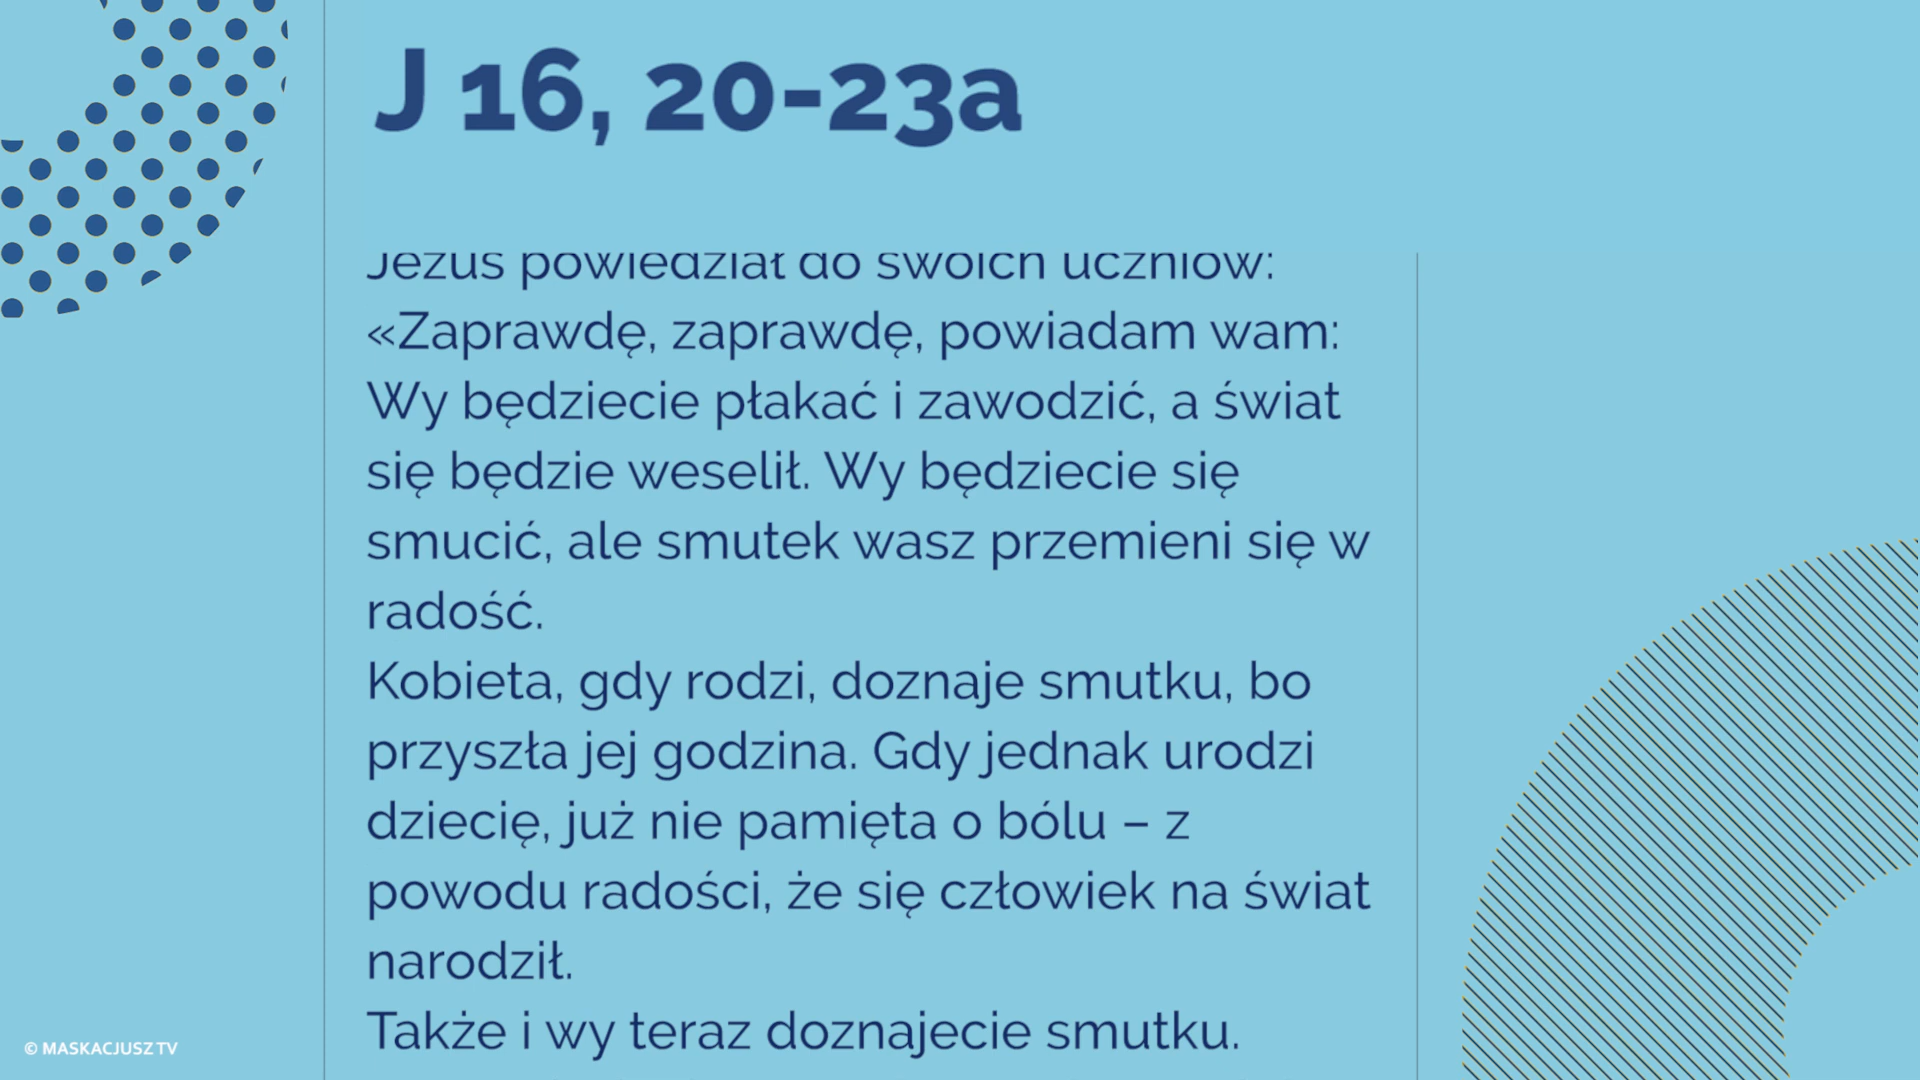 J 16, 20-23a
Jezus powiedział do swoich uczniów:
«Zaprawdę, zaprawdę, powiadam wam:
Wy będziecie płakać i zawodzić, a świat
się będzie weselił. Wy będziecie się
smucić, ale smutek wasz przemieni się w
radość.
Kobieta, gdy rodzi, doznaje smutku, bo
przyszła jej godzina. Gdy jednak urodzi
dziecię, już nie pamięta o bólu – z
powodu radości, że się człowiek na świat
narodził.
Także i wy teraz doznajecie smutku.
© MASKACJUSZ TV